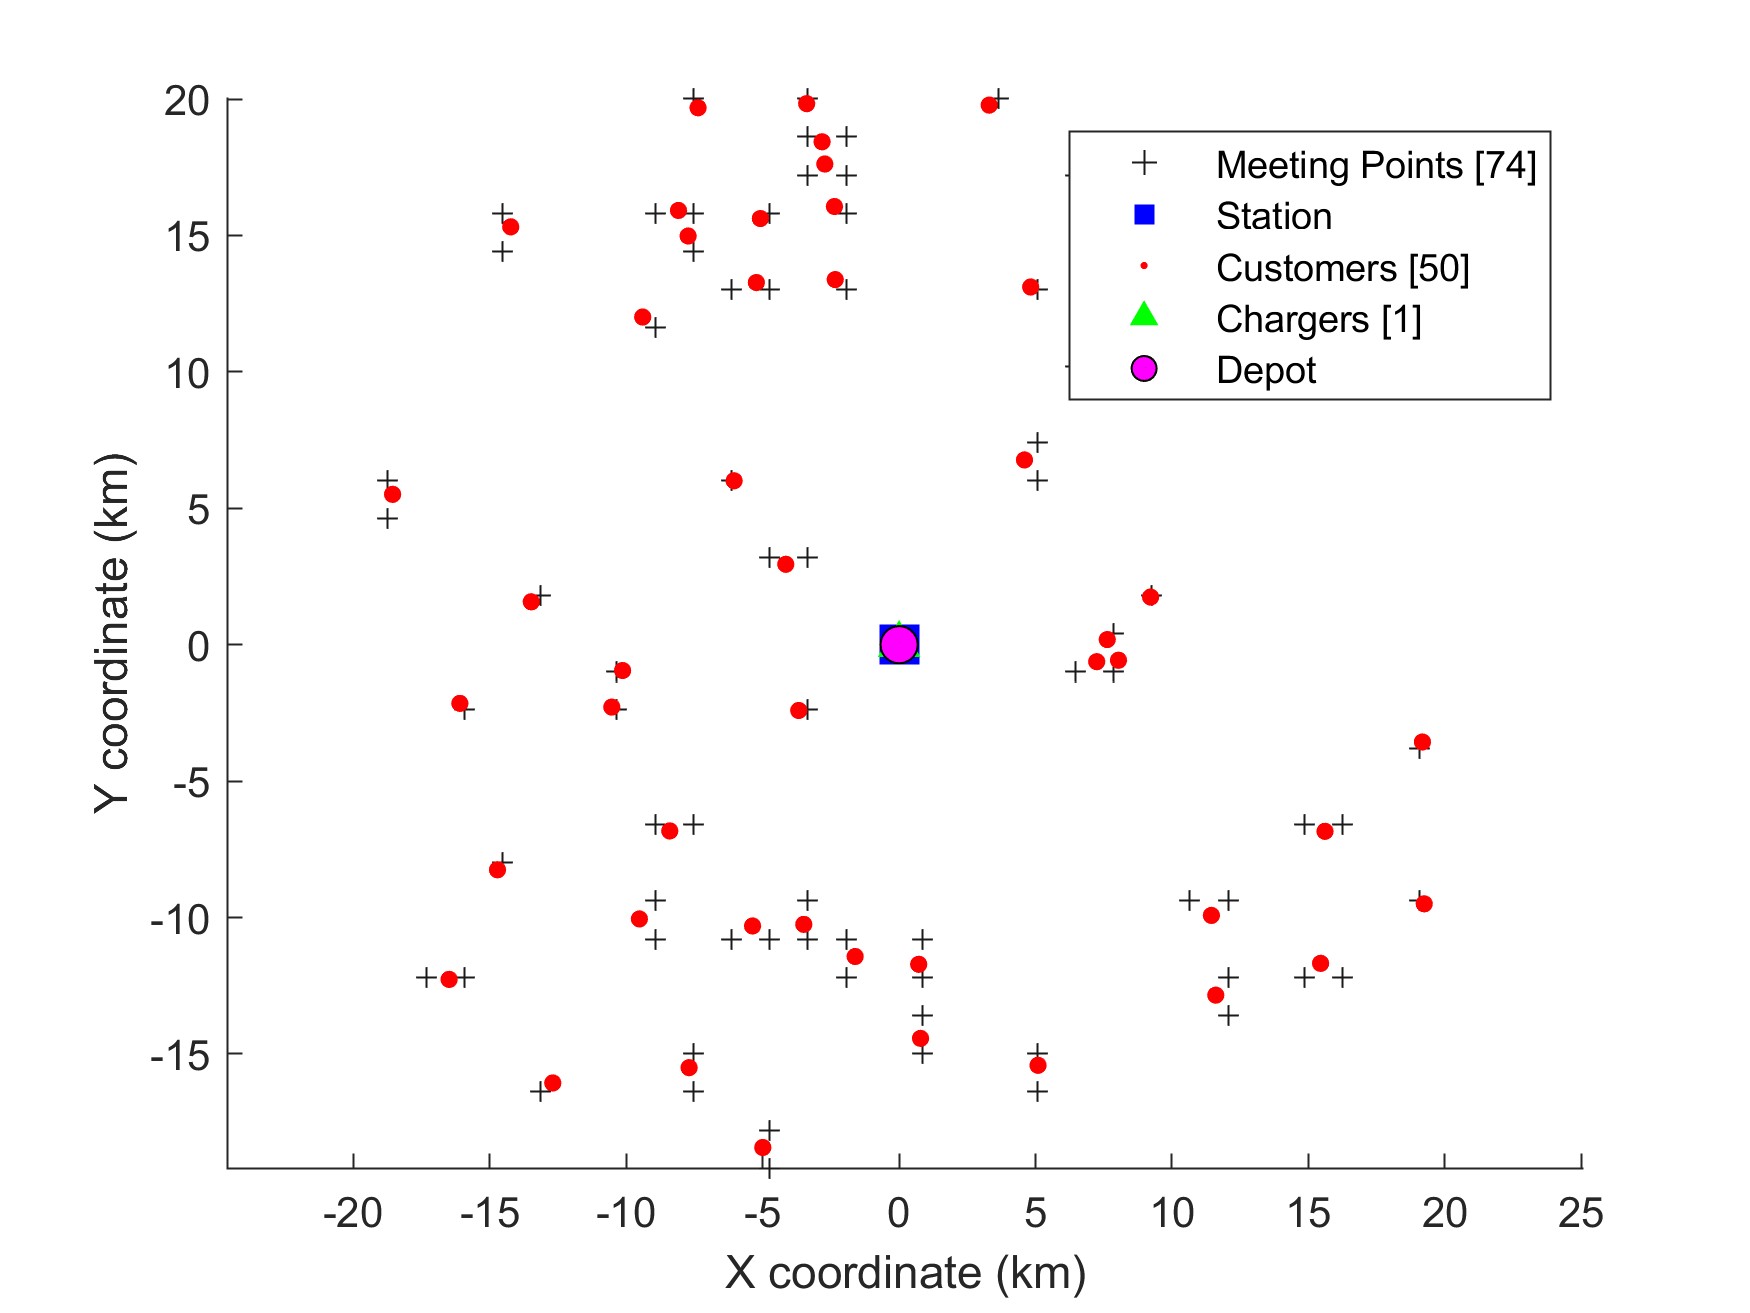 20
15
10
5
0
-5
-10
-15
Y coordinate (km)
Meeting Points [74]
Station
Customers [50]
Chargers [1]
Depot
-20 -15 -10 -5 0 5 10 15 20 25
X coordinate (km)